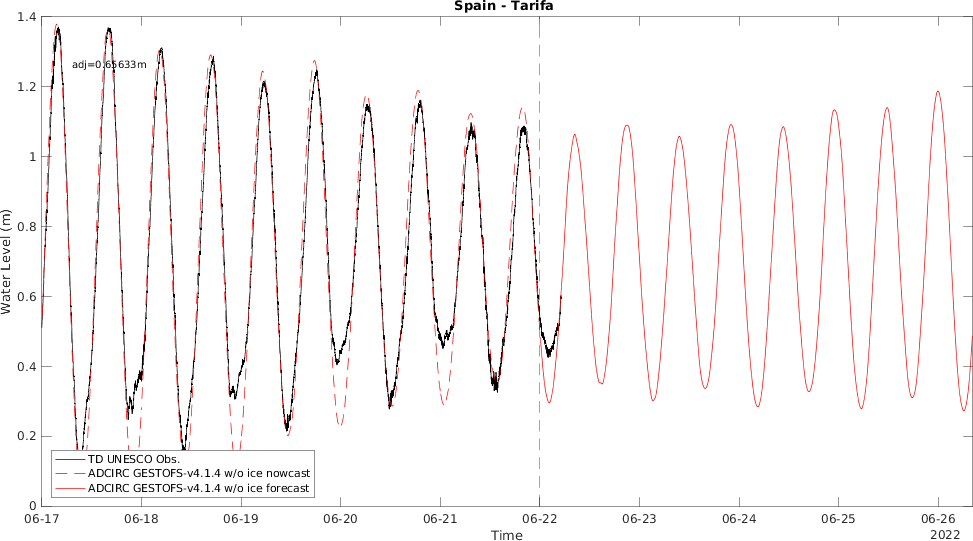 Spain - Tarifa
1.4
adj=0.65633m
1.2
1
0.8
Water Level (m)
0.6
0.4
0.2
0
TD UNESCO Obs.
ADCIRC GESTOFS-v4.1.4 w/o ice nowcast
ADCIRC GESTOFS-v4.1.4 w/o ice forecast
06-17 06-18 06-19 06-20 06-21 06-22 06-23 06-24 06-25 06-26
Time 2022